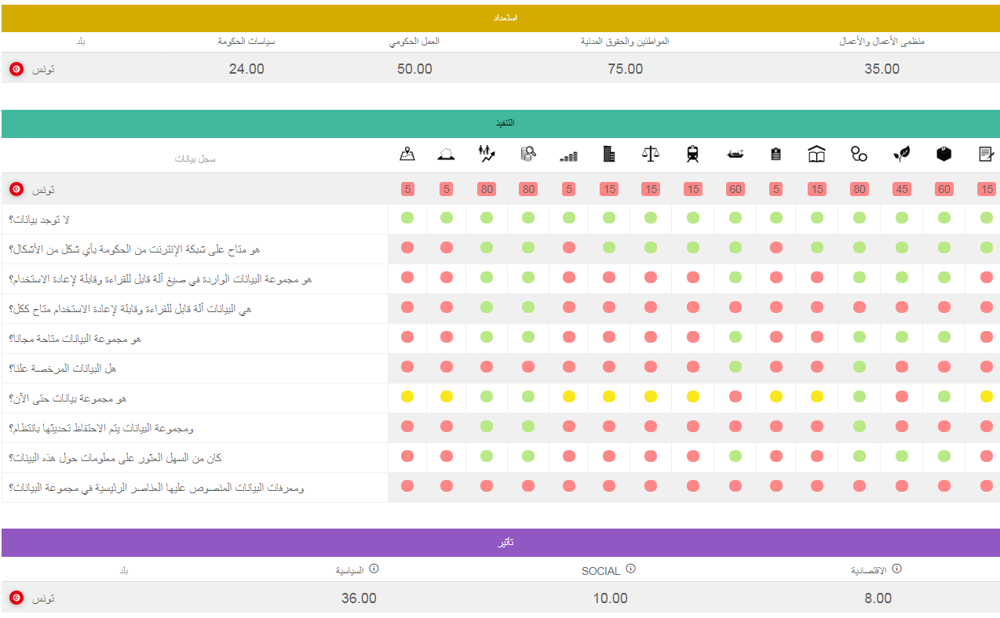 استعداد
بلد سياسات الحكومة العمل الحكومي المواطنين والحقوق المدنية منظمى الأعمال والأعمال
تونس 24.00 50.00 75.00 35.00
التنفيذ
سجل بيانات
تونس 5 5 80 80 5 15 15 15 60 5 15 80 45 60 15
لا توجد بيانات؟
هو متاح على شبكة الإنترنت من الحكومة بأي شكل من الأشكال؟
هو مجموعة البيانات الواردة في صيغ آلة قابل للقراءة وقابلة لإعادة الاستخدام؟
هي البيانات آلة قابل للقراءة وقابلة لإعادة الاستخدام متاح ككل؟
هو مجموعة البيانات متاحة مجانا؟
هل البيانات المرخصة علنا؟
هو مجموعة بيانات حتى الآن؟
ومجموعة البيانات يتم الاحتفاظ تحديثها بانتظام؟
كان من السهل العثور على معلومات حول هذه البينات؟
ومعرفات البيانات المنصوص عليها العناصر الرئيسية في مجموعة البيانات؟
تأثير
بلد السياسية SOCIAL الاقتصادية
تونس 36.00 10.00 8.00